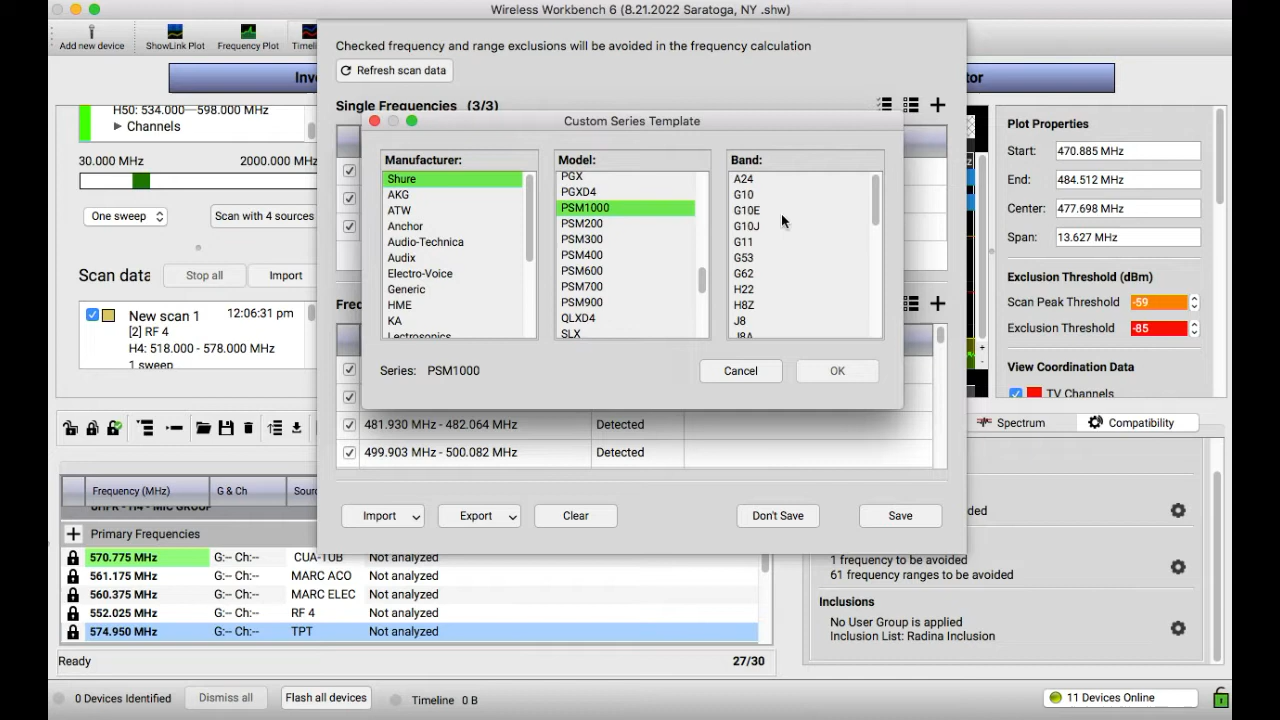 Wireless Workbench 6 (8.21.2022 Saratoga, NY .shw)
Add new device
ShowLink Plot
Frequency Plot
Checked frequency and range exclusions will be avoided in the frequency calculation
Refresh scan data
Single Frequencies (3/3)
H50: 534.000— 598.000 MHz
Channels
30.000 MHz 2000.000 MHz
One sweep
Scan with 4 sources
Scan data
Stop all
Import
New scan 1 12:06:31 pm
[2] RF 4
H4: 518.000 - 578.000 MHz
1 sweep
Custom Series Template
Manufacturer:
Shure
AKG
ATW
Anchor
Audio-Technica
Audix
Electro-Voice
Generic
HME
KA
Lectrosonics
Model:
PGX
PGXD4
PSM1000
PSM200
PSM300
PSM400
PSM600
PSM700
PSM900
QLXD4
SLX
Band:
A24
G10
G10E
G10J
G11
G53
G62
H22
H8Z
J8
J8A
Series: PSM1000
Cancel
OK
481.930 MHz - 482.064 MHz Detected
499.903 MHz - 500.082 MHz Detected
Import
Export
Clear
Don't Save
Save
Plot Properties
Start: 470.885 MHz
End: 484.512 MHz
Center: 477.698 MHz
Span: 13.627 MHz
Exclusion Threshold (dBm)
Scan Peak Threshold -59
Exclusion Threshold -85
View Coordination Data
TV Channels
Spectrum
Compatibility
1 frequency to be avoided
61 frequency ranges to be avoided
Inclusions
No User Group is applied
Inclusion List: Radina Inclusion
Frequency (MHz) G & Ch
UHFR - H4 - MIC GROUP
Primary Frequencies
570.775 MHz G:-- Ch:-- CUA-TUB Not analyzed
561.175 MHz G:-- Ch:-- MARC ACO Not analyzed
560.375 MHz G:-- Ch:-- MARC ELEC Not analyzed
552.025 MHz G:-- Ch:-- RF 4 Not analyzed
574.950 MHz G:-- Ch:-- TPT Not analyzed
Ready
27/30
0 Devices Identified
Dismiss all
Flash all devices
Timeline 0 B
11 Devices Online